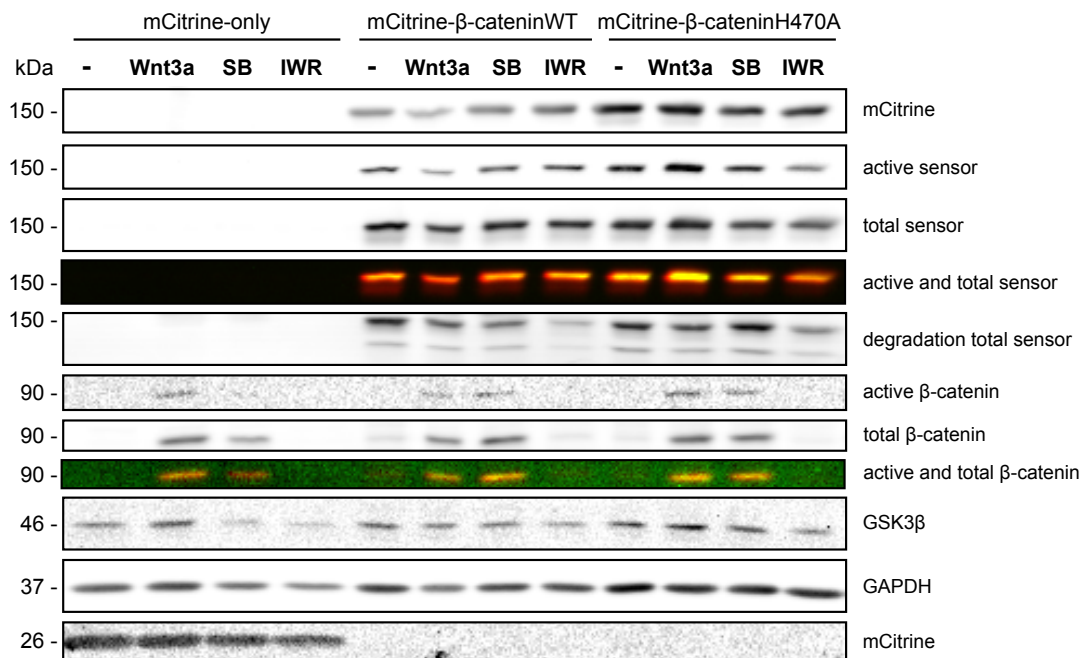 mCitrine-only mCitrine-β-cateninWT mCitrine-β-cateninH470A
kDa - Wnt3a SB IWR - Wnt3a SB IWR - Wnt3a SB IWR
150 - mCitrine
150 - active sensor
150 - total sensor
150 - active and total sensor
150 - degradation total sensor
90 - active β-catenin
90 - total β-catenin
90 - active and total β-catenin
46 - GSK3β
37 - GAPDH
26 - mCitrine